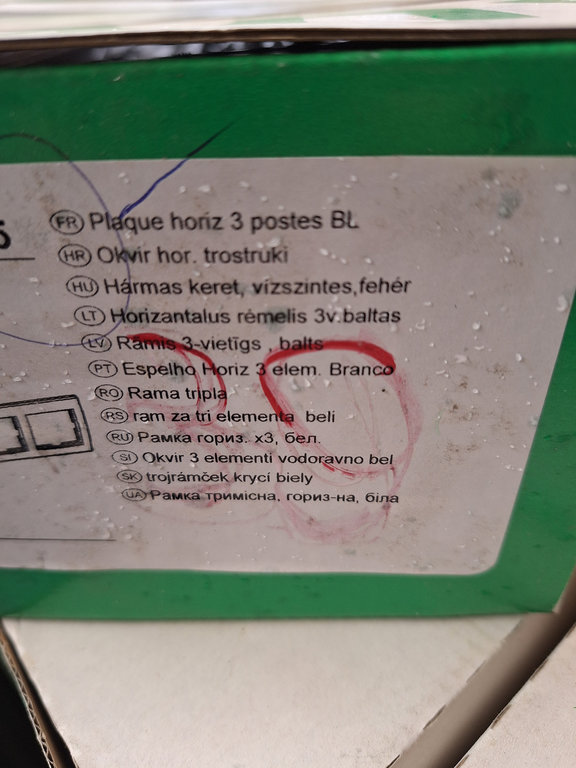 5
FR Plaque horiz 3 postes BL
HR Okvir hor. trostruki
HU Hármas keret, vízszintes,fehér
LT Horizantalus rėmelis 3v.baltas
LV Rāmis 3-vietīgs , balts
PT Espelho Horiz 3 elem. Branco
RO Rama tripla
RS ram za tri elementa beli
RU Рамка гориз. x3, бел.
SI Okvir 3 elementi vodoravno bel
SK trojrámček krycí biely
UA Рамка тримісна, гориз-на, біла